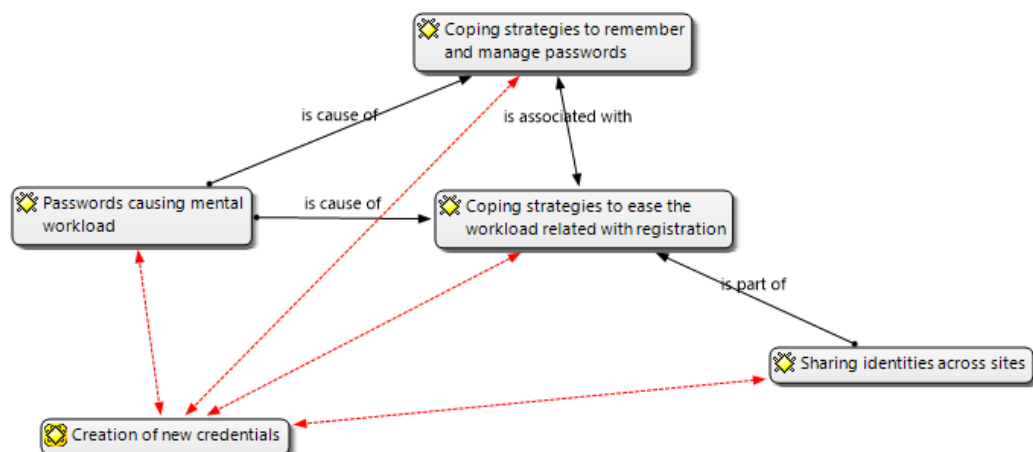 Coping strategies to remember
and manage passwords
is cause of
is associated with
Passwords causing mental
workload
is cause of
Coping strategies to ease the
workload related with registration
is part of
Sharing identities across sites
Creation of new credentials